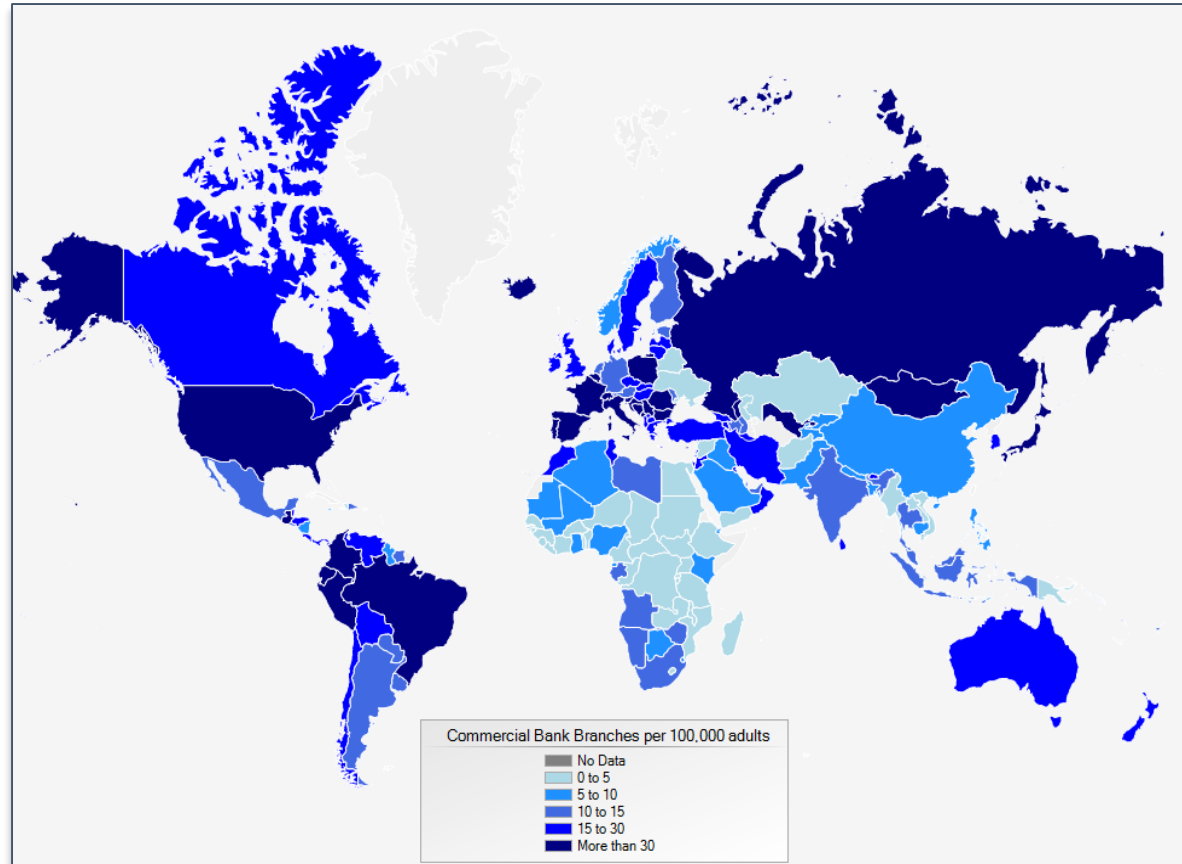 Commercial Bank Branches per 100,000 adults
No Data
0 to 5
5 to 10
10 to 15
15 to 30
More than 30